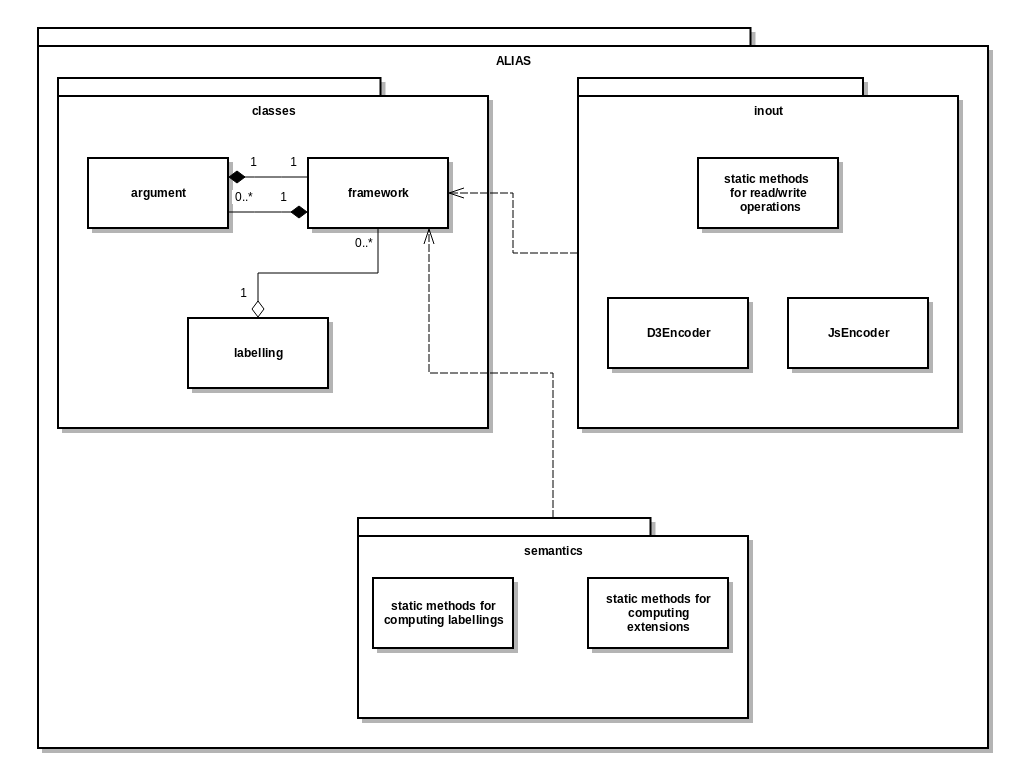 ALIAS
classes
inout
1 1
argument
framework
0..* 1
static methods
for read/write
operations
0..*
1
labelling
D3Encoder
JsEncoder
semantics
static methods for
computing labellings
static methods for
computing
extensions